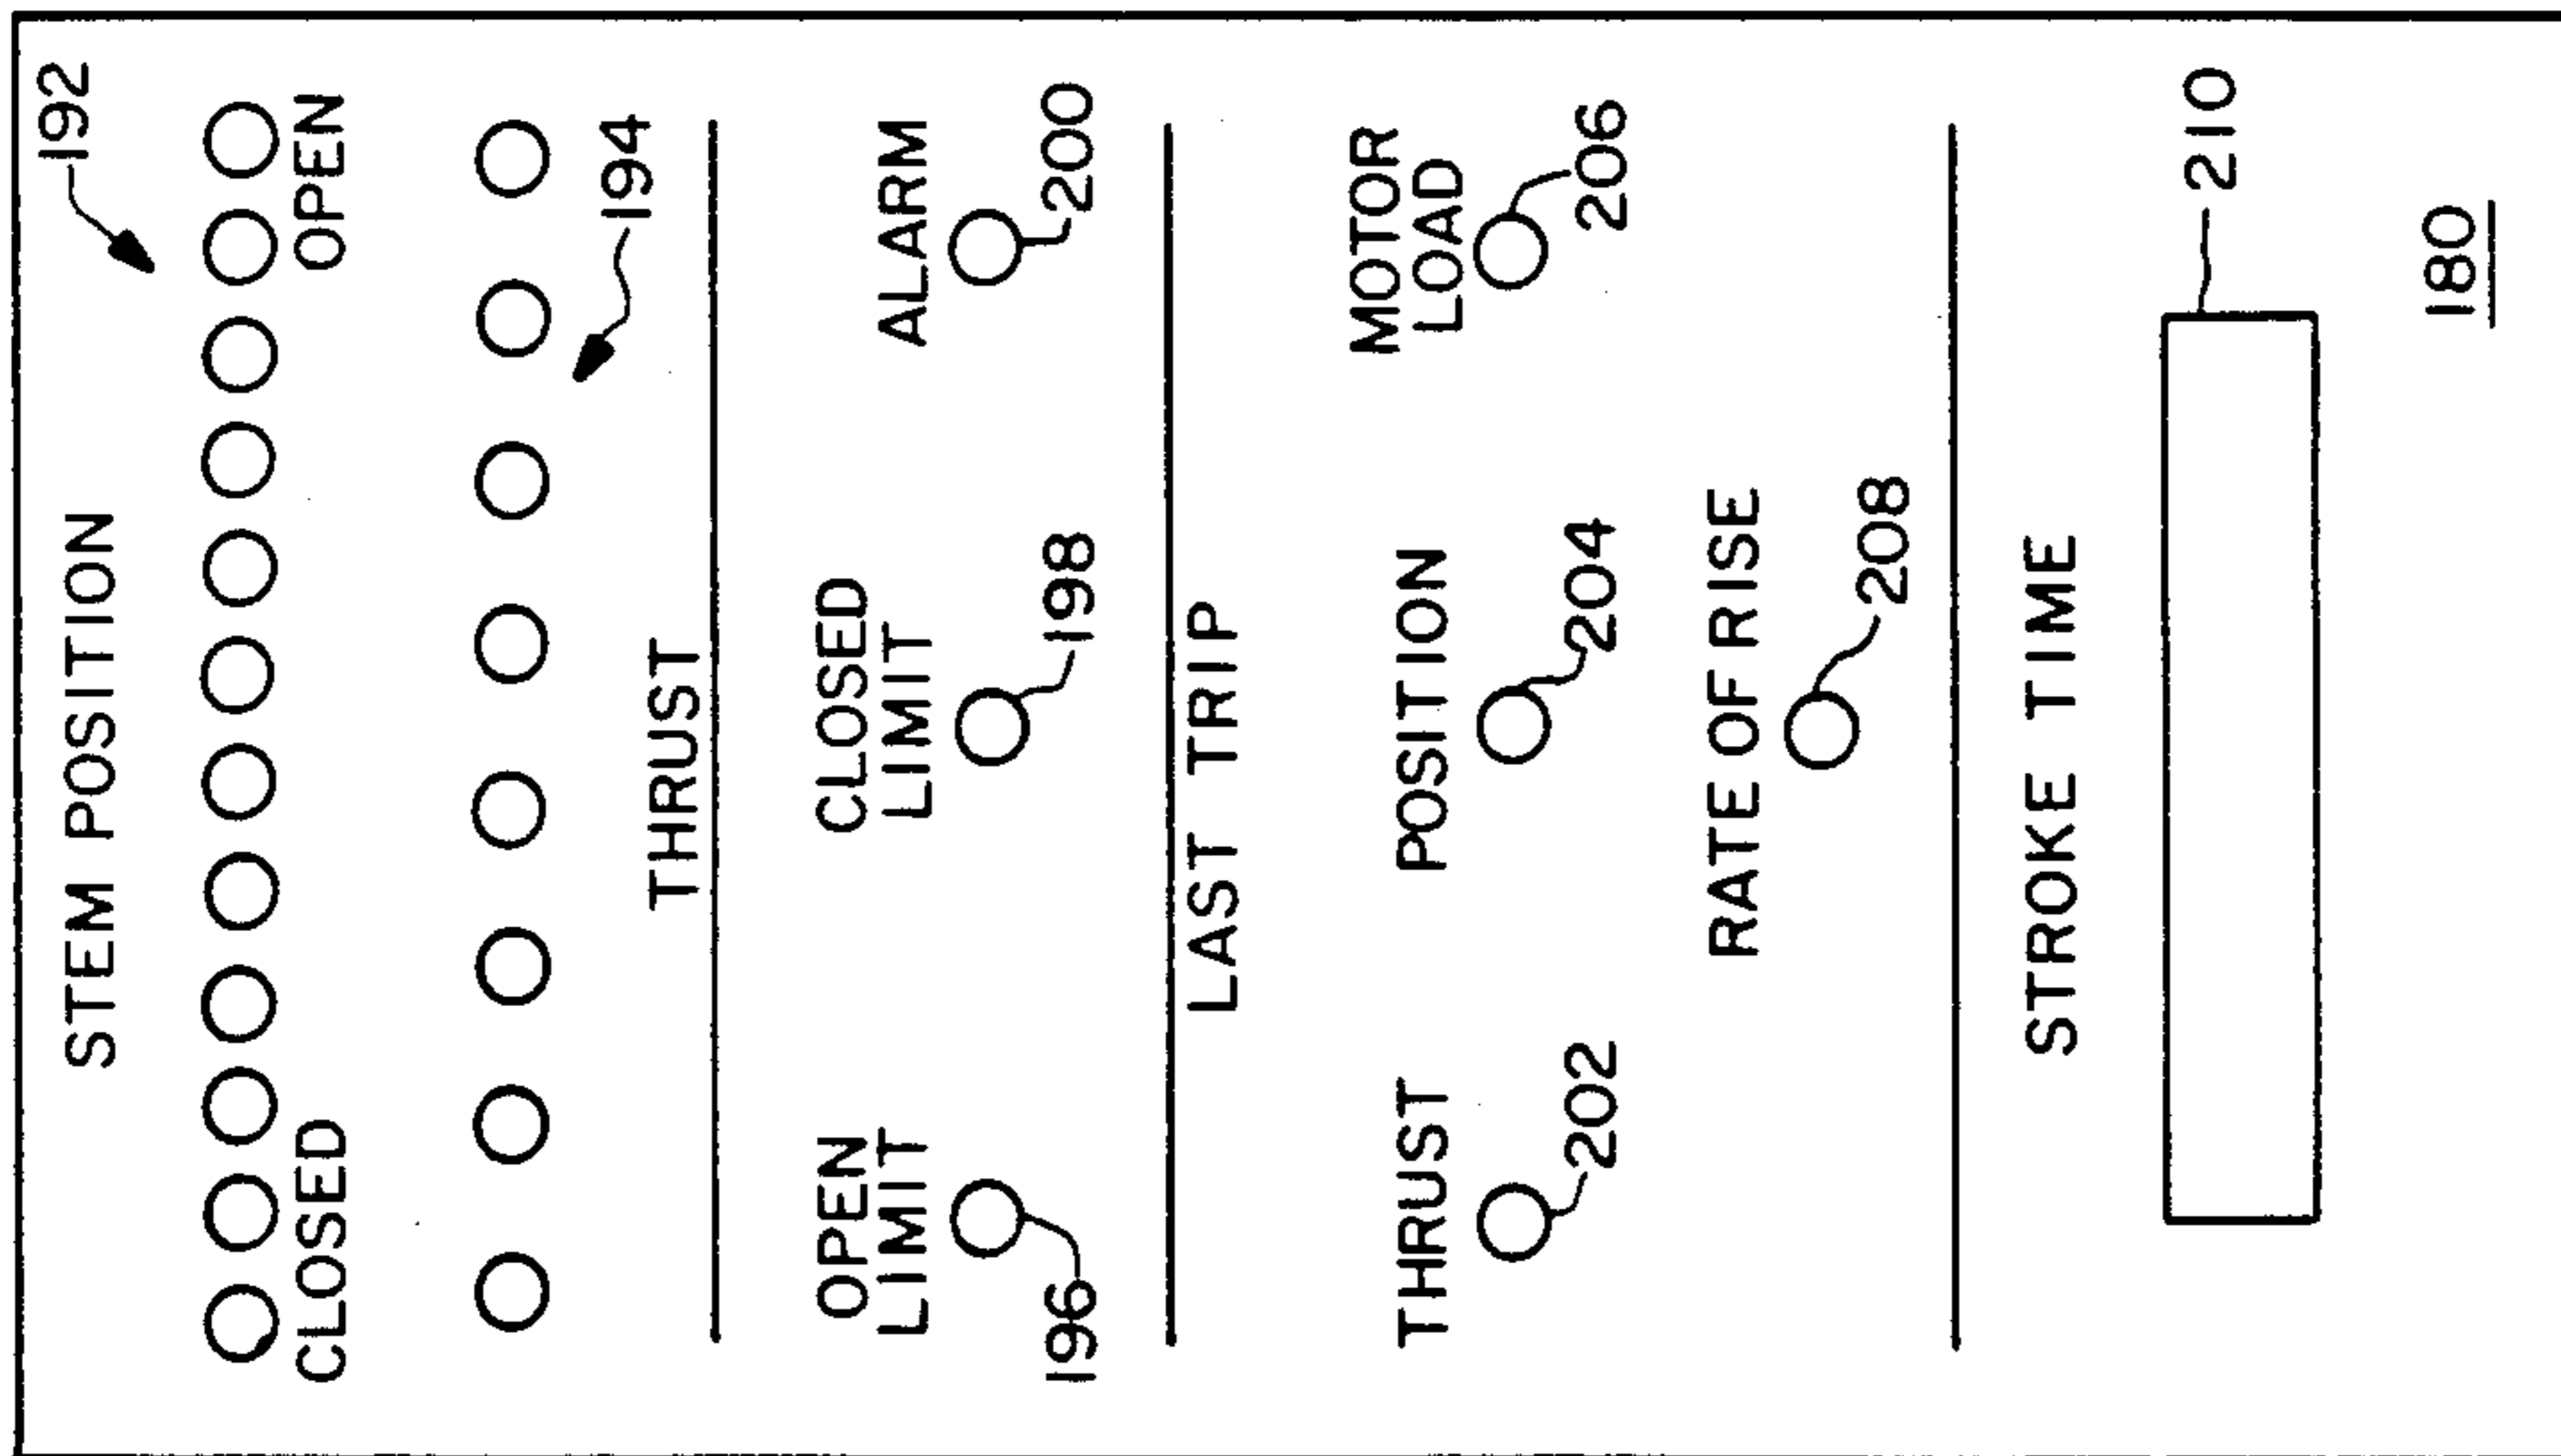 192
STEM POSITION
CLOSED OPEN
194
THRUST
OPEN LIMIT
CLOSED LIMIT
ALARM
196
198
200
LAST TRIP
THRUST
POSITION
MOTOR LOAD
202
204
206
RATE OF RISE
208
STROKE TIME
210
180